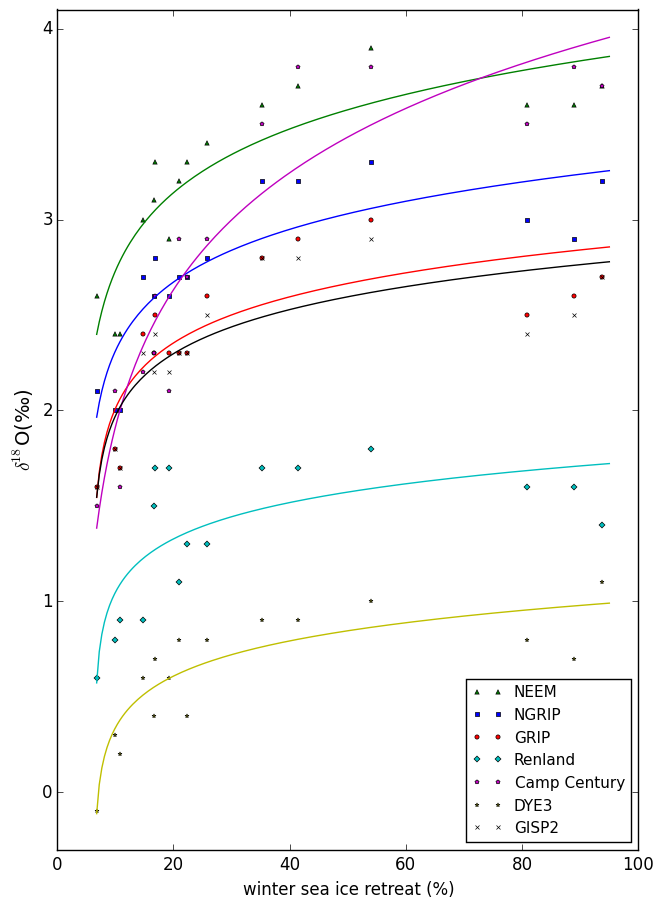 4
3
2
1
0
δ¹⁸O(‰)
NEEM
NGRIP
GRIP
Renland
Camp Century
DYE3
GISP2
0 20 40 60 80 100
winter sea ice retreat (%)